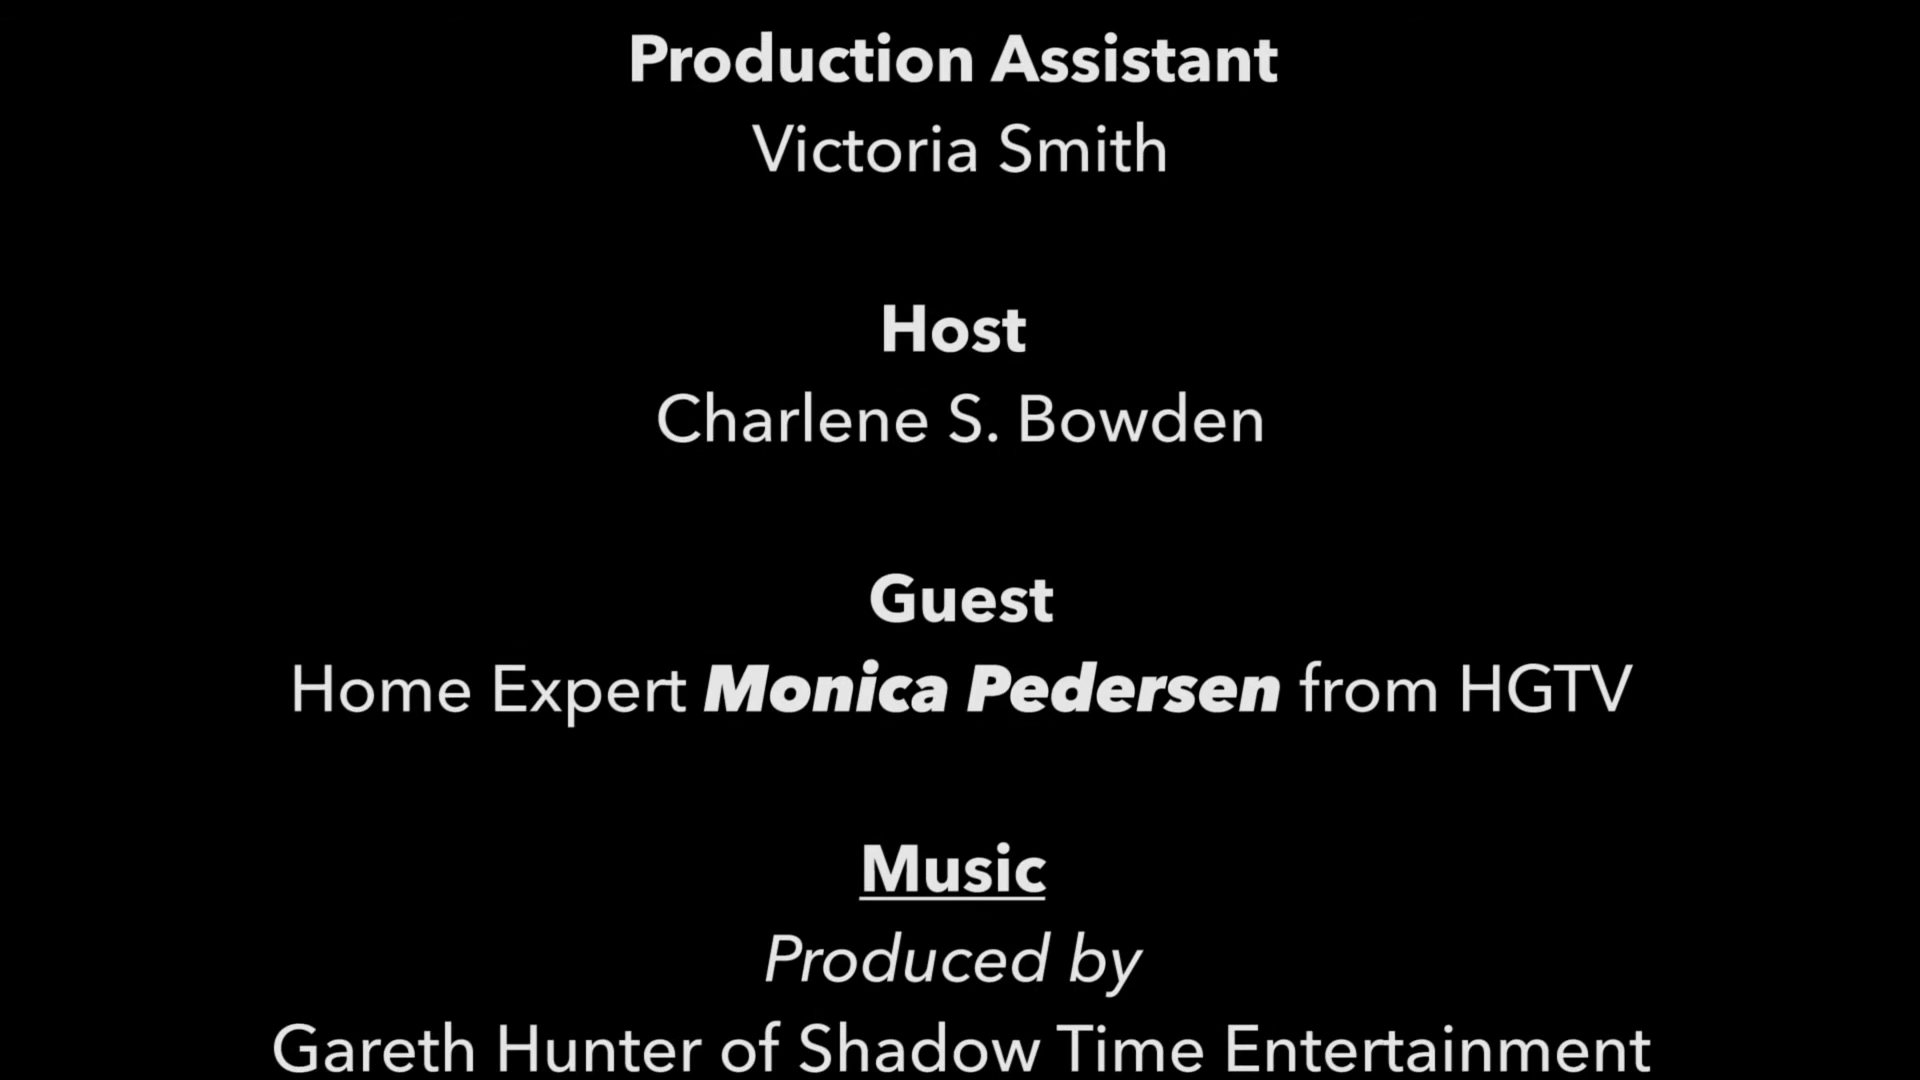 Production Assistant
Victoria Smith
Host
Charlene S. Bowden
Guest
Home Expert Monica Pedersen from HGTV
Music
Produced by
Gareth Hunter of Shadow Time Entertainment